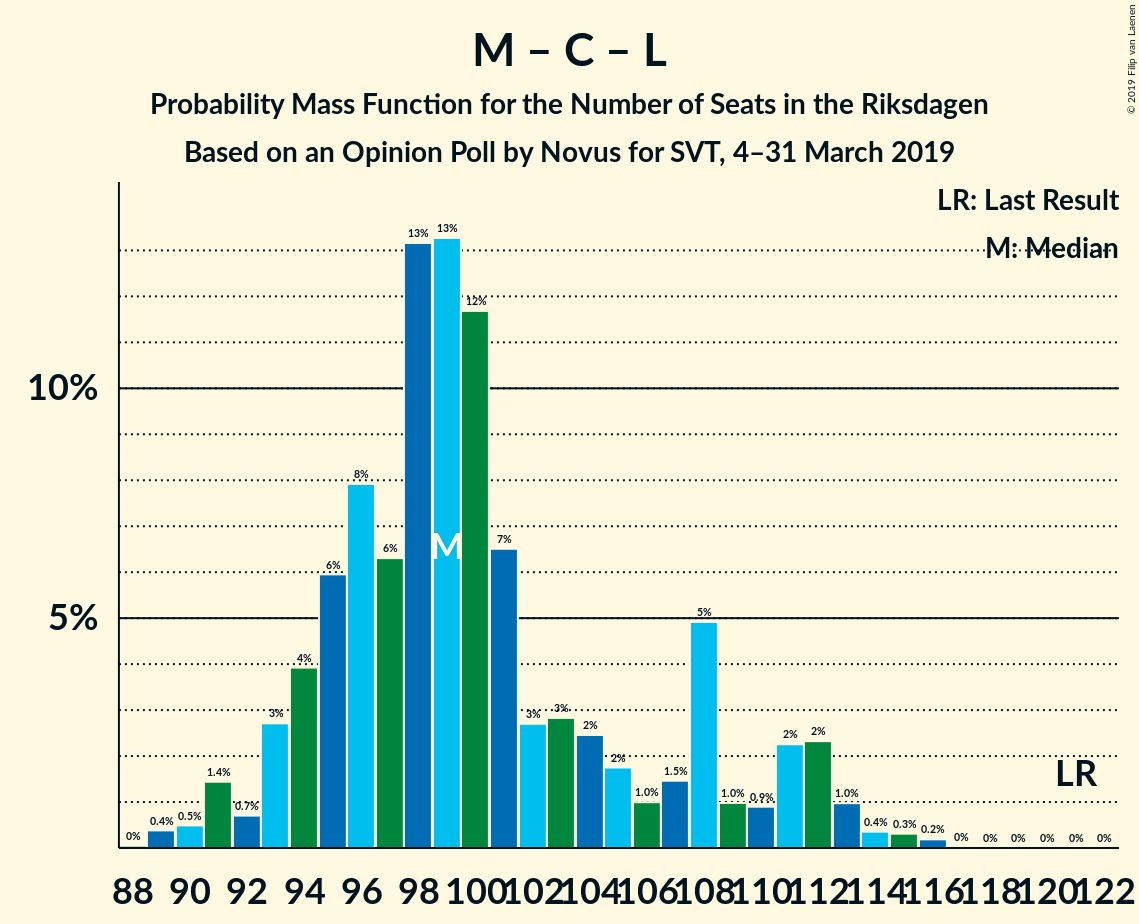 M – C – L
Probability Mass Function for the Number of Seats in the Riksdagen
Based on an Opinion Poll by Novus for SVT, 4–31 March 2019
© 2019 Filip van Laenen
LR: Last Result
M: Median
10%
5%
0% 0.4% 0.5% 1.4% 0.7% 3% 4% 6% 8% 6% 13% 13% 12% 7% 3% 3% 2% 2% 1.0% 1.5% 5% 1.0% 0.9% 2% 2% 1.0% 0.4% 0.3% 0.2% 0% 0% 0% 0% 0% 0%
M
LR
88 90 92 94 96 98 100 102 104 106 108 110 112 114 116 118 120 122